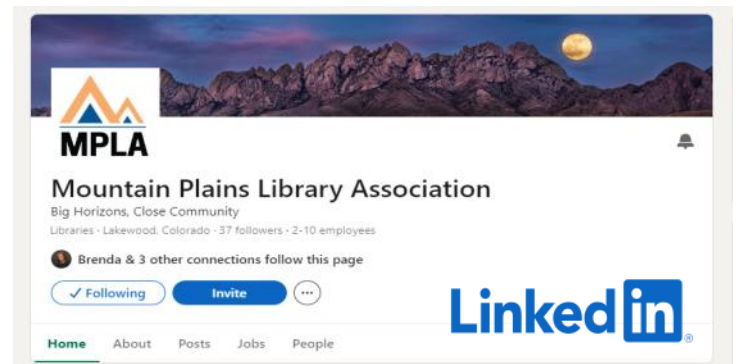 MPLA
Mountain Plains Library Association
Big Horizons, Close Community
Libraries · Lakewood, Colorado · 37 followers · 2-10 employees
Brenda & 3 other connections follow this page
✓ Following Invite ...
LinkedIn®
Home About Posts Jobs People